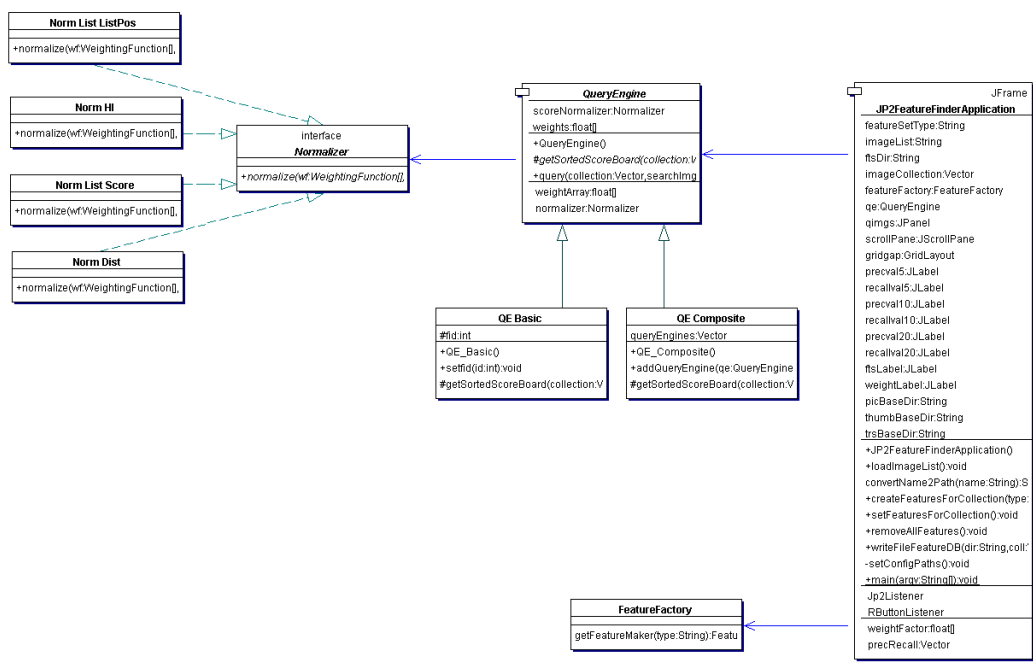 Norm List ListPos
+normalize(wf:WeightingFunction[],
Norm HI
+normalize(wf:WeightingFunction[],
Norm List Score
+normalize(wf:WeightingFunction[],
Norm Dist
+normalize(wf:WeightingFunction[],
interface
Normalizer
+normalize(wf:WeightingFunction[],
QueryEngine
scoreNormalizer:Normalizer
weights:float[]
+QueryEngine()
#getSortedScoreBoard(collection:V
+query(collection:Vector,searchImg
weightArray:float[]
normalizer:Normalizer
QE Basic
#fid:int
+QE_Basic()
+setfid(id:int):void
#getSortedScoreBoard(collection:V
QE Composite
queryEngines:Vector
+QE_Composite()
+addQueryEngine(qe:QueryEngine
#getSortedScoreBoard(collection:V
FeatureFactory
getFeatureMaker(type:String):Featu
JFrame
JP2FeatureFinderApplication
featureSetType:String
imageList:String
ftsDir:String
imageCollection:Vector
featureFactory:FeatureFactory
qe:QueryEngine
qimgs:JPanel
scrollPane:JScrollPane
gridgap:GridLayout
precval5:JLabel
recallval5:JLabel
precval10:JLabel
recallval10:JLabel
precval20:JLabel
recallval20:JLabel
ftsLabel:JLabel
weightLabel:JLabel
picBaseDir:String
thumbBaseDir:String
trsBaseDir:String
+JP2FeatureFinderApplication()
+loadImageList():void
convertName2Path(name:String):S
+createFeaturesForCollection(type:
+setFeaturesForCollection():void
+removeAllFeatures():void
+writeFileFeatureDB(dir:String,coll:
-setConfigPaths():void
+main(argv:String[]):void
Jp2Listener
RButtonListener
weightFactor:float[]
precRecall:Vector